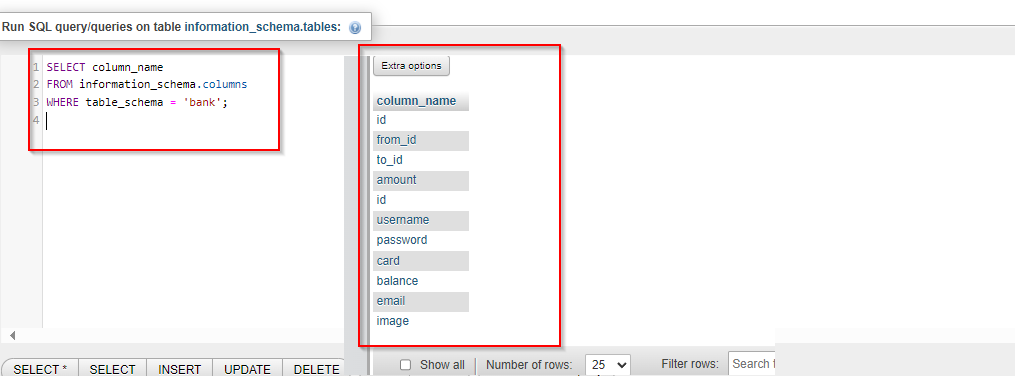 Run SQL query/queries on table information_schema.tables:
1 SELECT column_name
2 FROM information_schema.columns
3 WHERE table_schema = 'bank';
4
Extra options
column_name
id
from_id
to_id
amount
id
username
password
card
balance
email
image
SELECT * SELECT INSERT UPDATE DELETE
Show all Number of rows: 25 Filter rows: Search